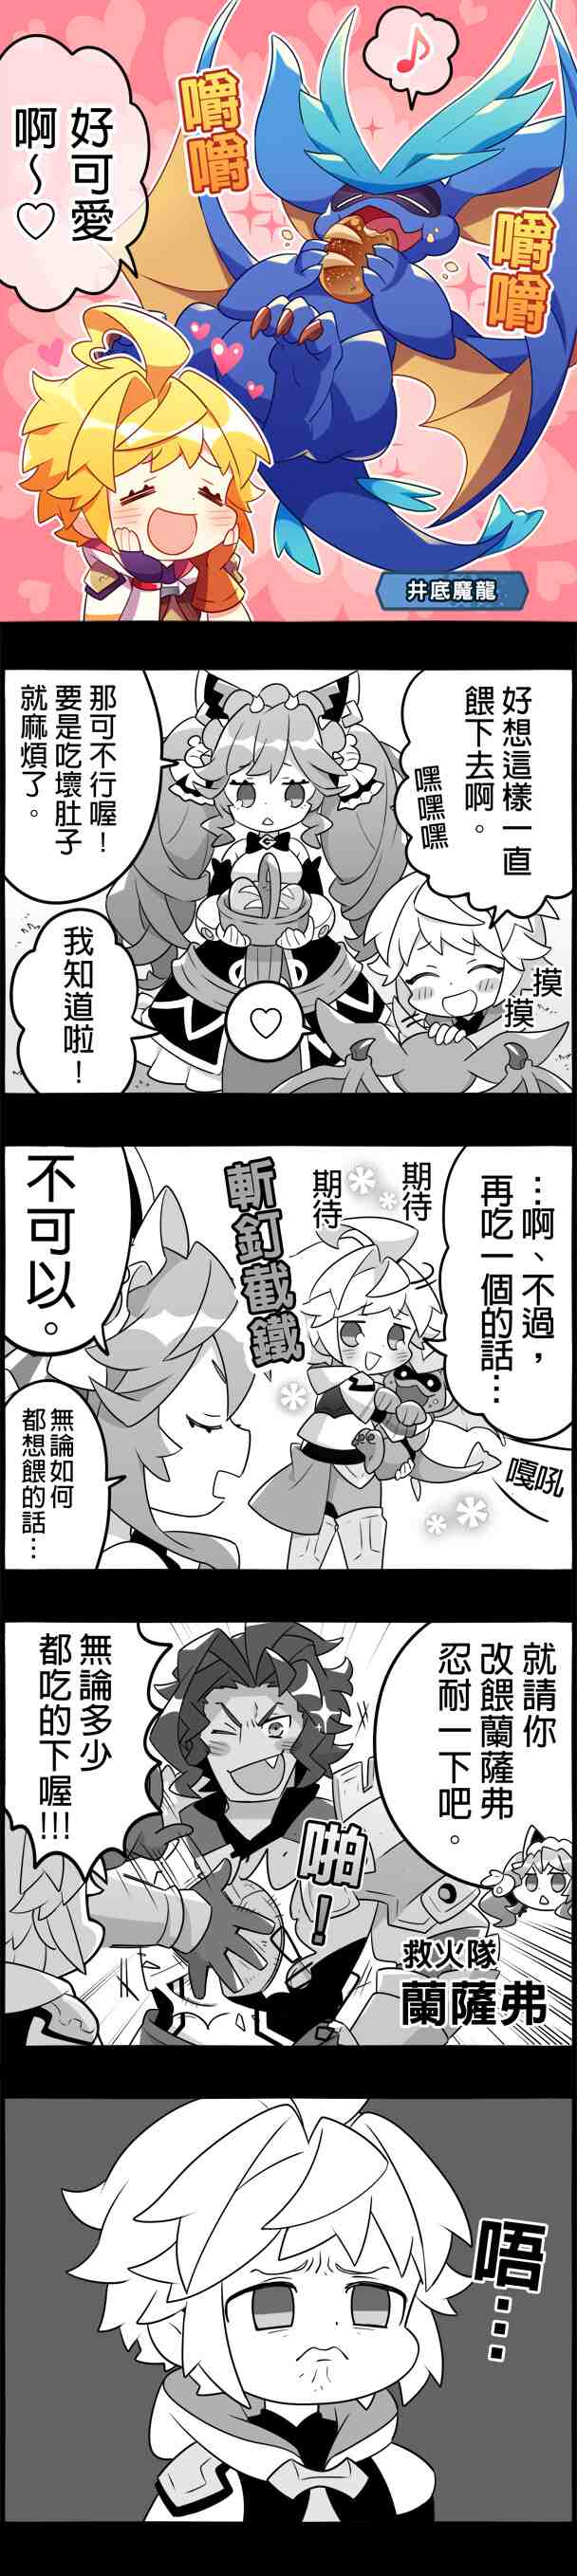 好可愛
啊～♡
嚼嚼
♪
嚼嚼
井底魔龍
好想這樣一直
餵下去啊。
嘿嘿嘿
摸
摸
那可不行喔！
要是吃壞肚子
就麻煩了。
我知道啦！
♡
…啊、不過，
再吃一個的話…
期待
期待
嘎吼
斬釘截鐵
不可以。
無論如何
都想餵的話…
就請你
改餵蘭薩弗
忍耐一下吧。
啪！
救火隊
蘭薩弗
無論多少
都吃的下喔!!!
唔…